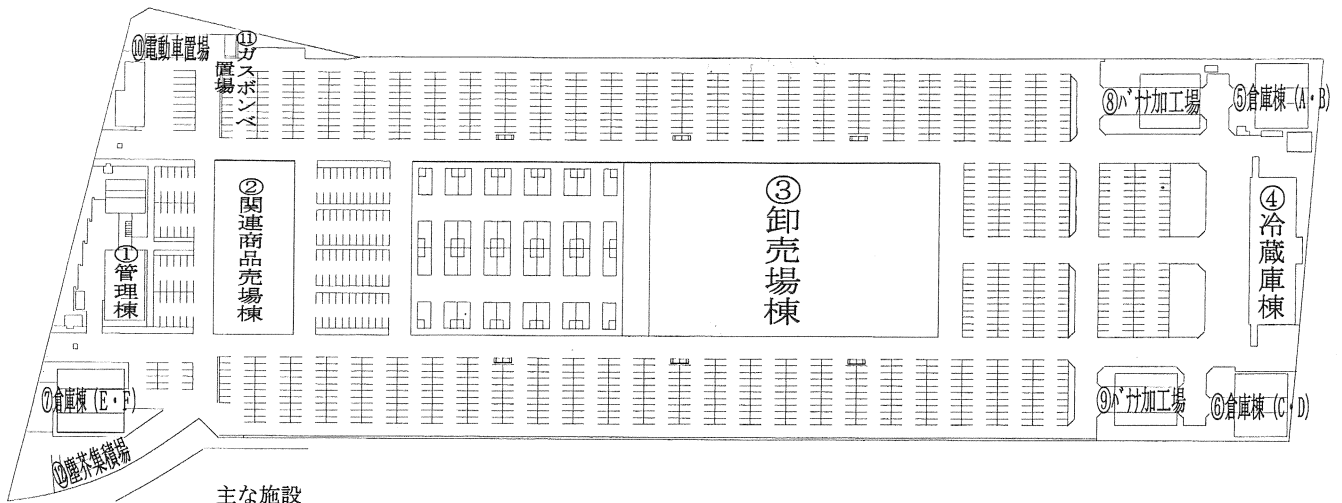 ⑩電動車置場
⑪ガスボンベ
置場
⑧バナナ加工場
⑤倉庫棟（A・B）
①管理棟
②関連商品売場棟
③卸売場棟
④冷蔵庫棟
⑦倉庫棟（E・F）
⑨バナナ加工場
⑥倉庫棟（C・D）
⑫塵芥集積場
主な施設